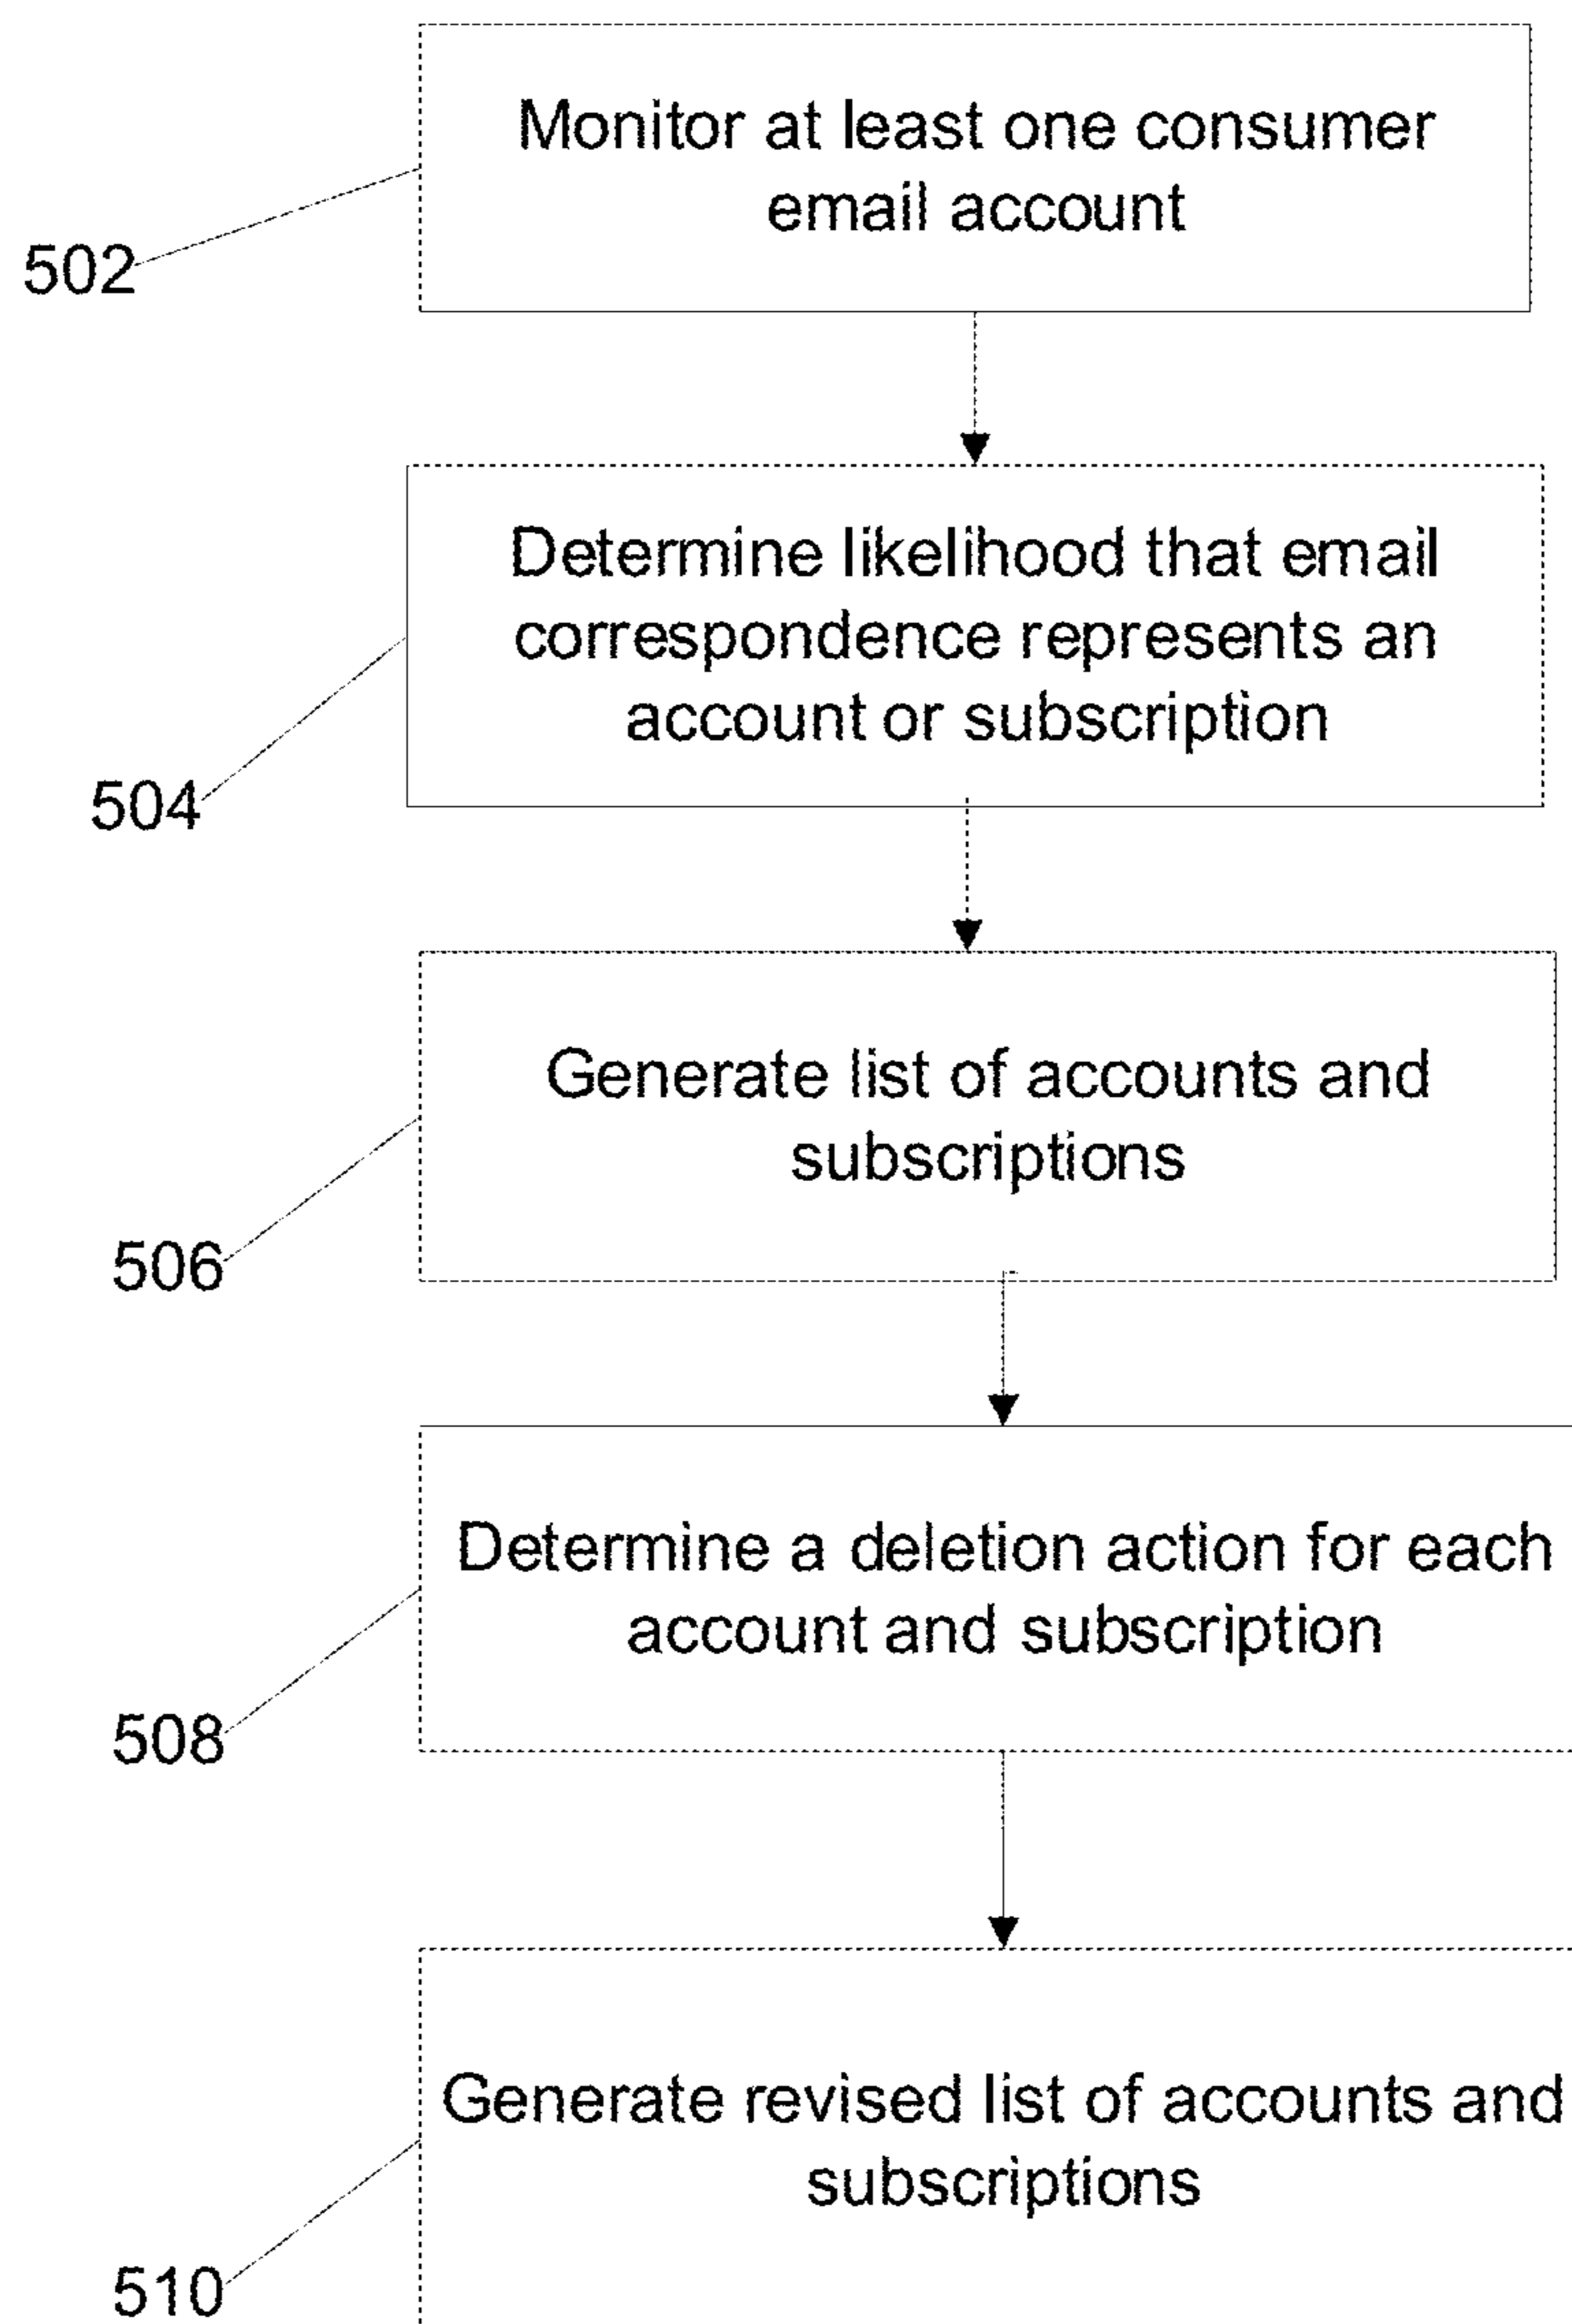 Monitor at least one consumer
email account
502
Determine likelihood that email
correspondence represents an
account or subscription
504
Generate list of accounts and
subscriptions
506
Determine a deletion action for each
account and subscription
508
Generate revised list of accounts and
subscriptions
510